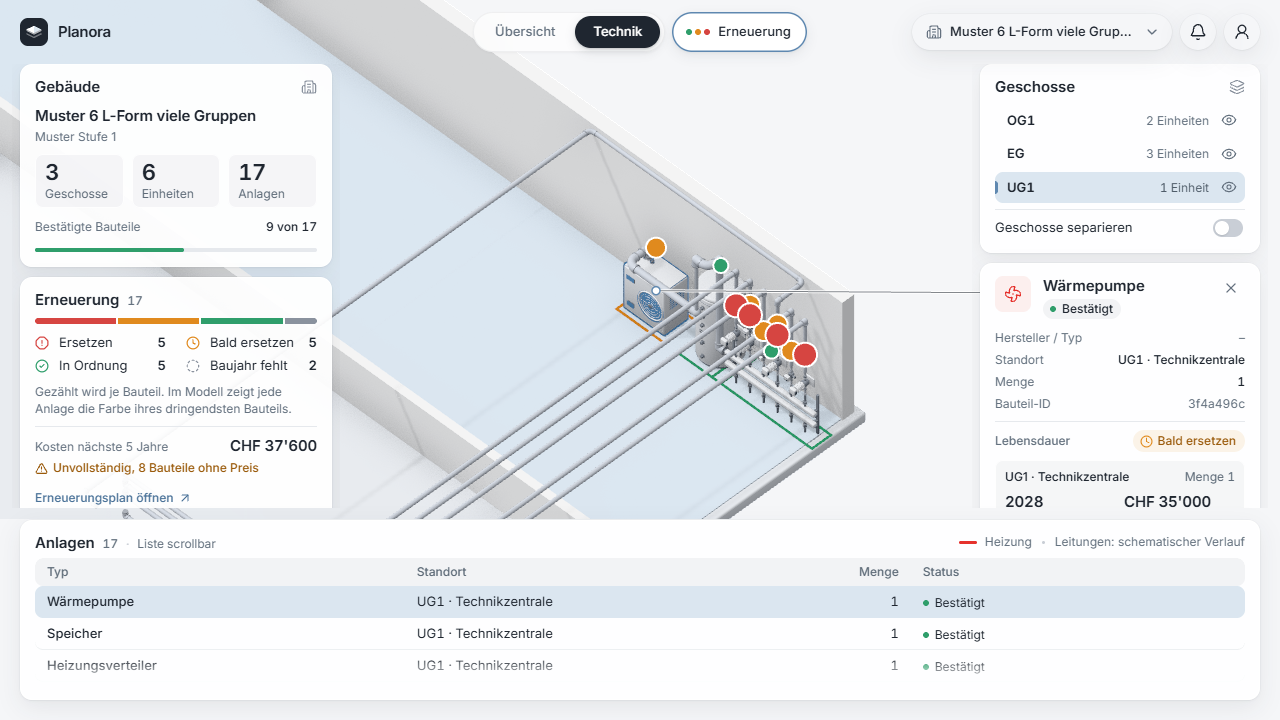 Planora
Übersicht
Technik
Erneuerung
Muster 6 L-Form viele Grup...
Gebäude
Muster 6 L-Form viele Gruppen
Muster Stufe 1
3 6 17
Geschosse Einheiten Anlagen
Bestätigte Bauteile 9 von 17
Erneuerung 17
Ersetzen 5 Bald ersetzen 5
In Ordnung 5 Baujahr fehlt 2
Gezählt wird je Bauteil. Im Modell zeigt jede
Anlage die Farbe ihres dringendsten Bauteils.
Kosten nächste 5 Jahre CHF 37'600
Unvollständig, 8 Bauteile ohne Preis
Erneuerungsplan öffnen
Geschosse
OG1 2 Einheiten
EG 3 Einheiten
UG1 1 Einheit
Geschosse separieren
Wärmepumpe
Bestätigt
Hersteller / Typ –
Standort UG1 · Technikzentrale
Menge 1
Bauteil-ID 3f4a496c
Lebensdauer Bald ersetzen
UG1 · Technikzentrale Menge 1
2028 CHF 35'000
Anlagen 17 · Liste scrollbar
Heizung · Leitungen: schematischer Verlauf
Typ Standort Menge Status
Wärmepumpe UG1 · Technikzentrale 1 Bestätigt
Speicher UG1 · Technikzentrale 1 Bestätigt
Heizungsverteiler UG1 · Technikzentrale 1 Bestätigt